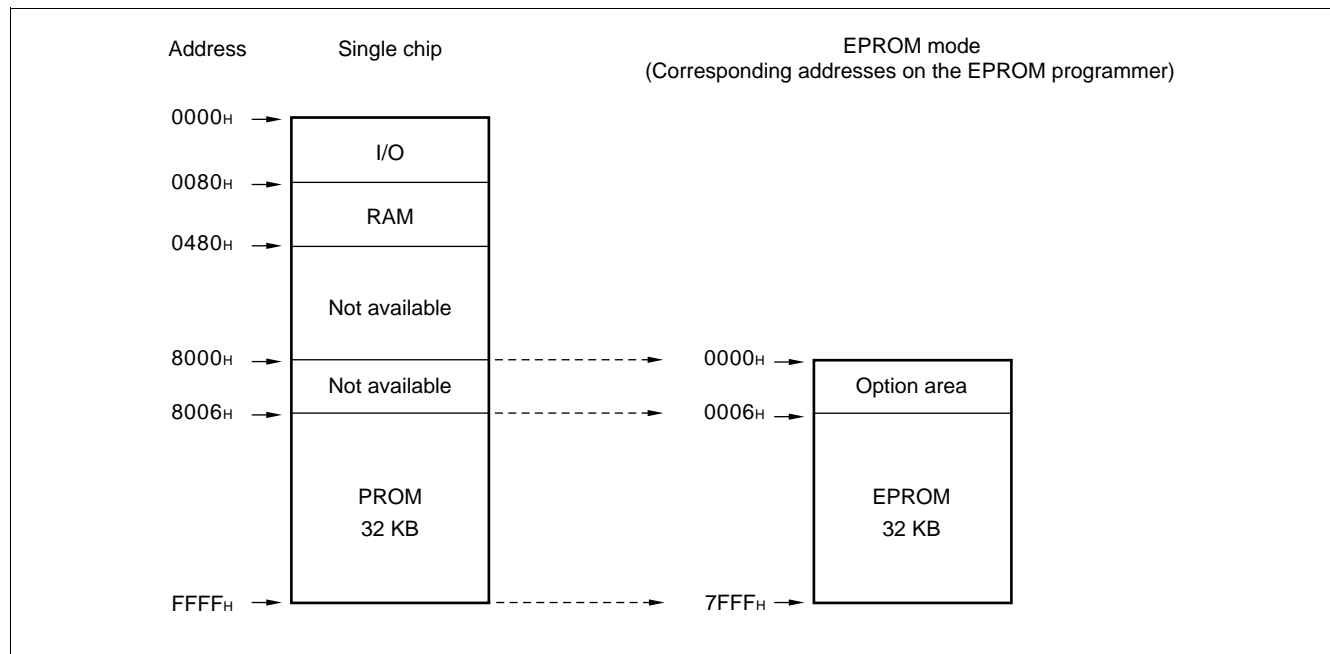 Address
Single chip
EPROM mode
(Corresponding addresses on the EPROM programmer)
0000H
I/O
0080H
RAM
0480H
Not available
8000H
0000H
Not available
Option area
8006H
0006H
PROM
32 KB
EPROM
32 KB
FFFFH
7FFFH